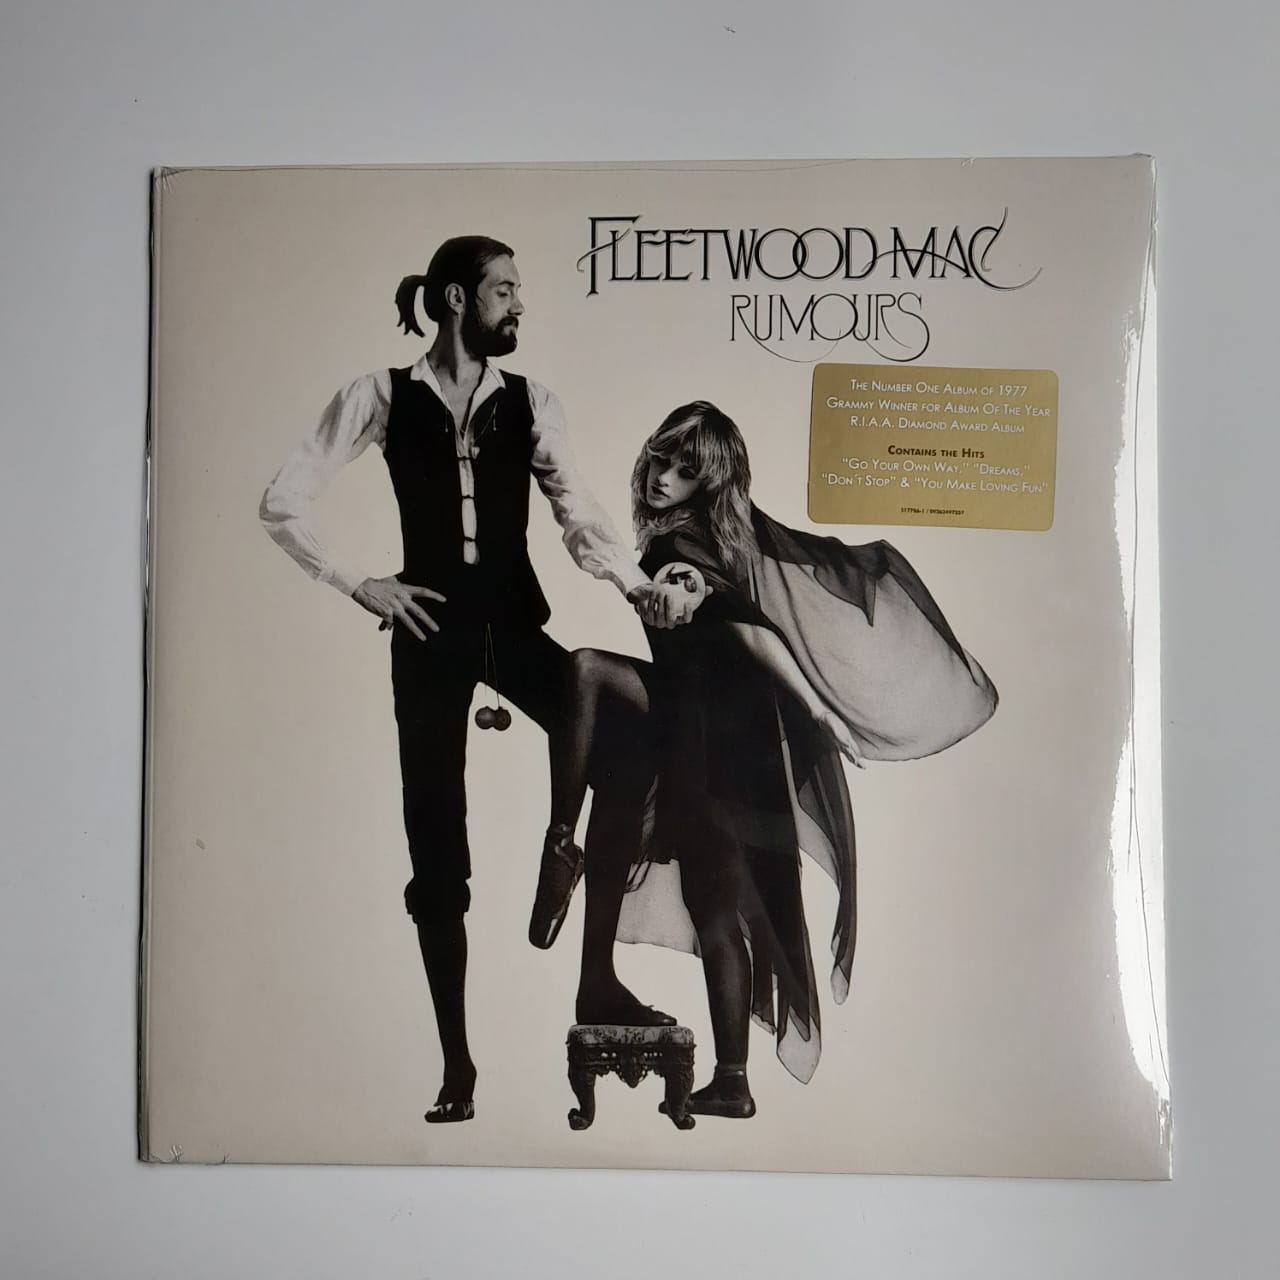 FLEETWOOD MAC
RUMOURS
THE NUMBER ONE ALBUM OF 1977
GRAMMY WINNER FOR ALBUM OF THE YEAR
R.I.A.A. DIAMOND AWARD ALBUM
CONTAINS THE HITS
"GO YOUR OWN WAY," "DREAMS,"
"DON´T STOP" & "YOU MAKE LOVING FUN"